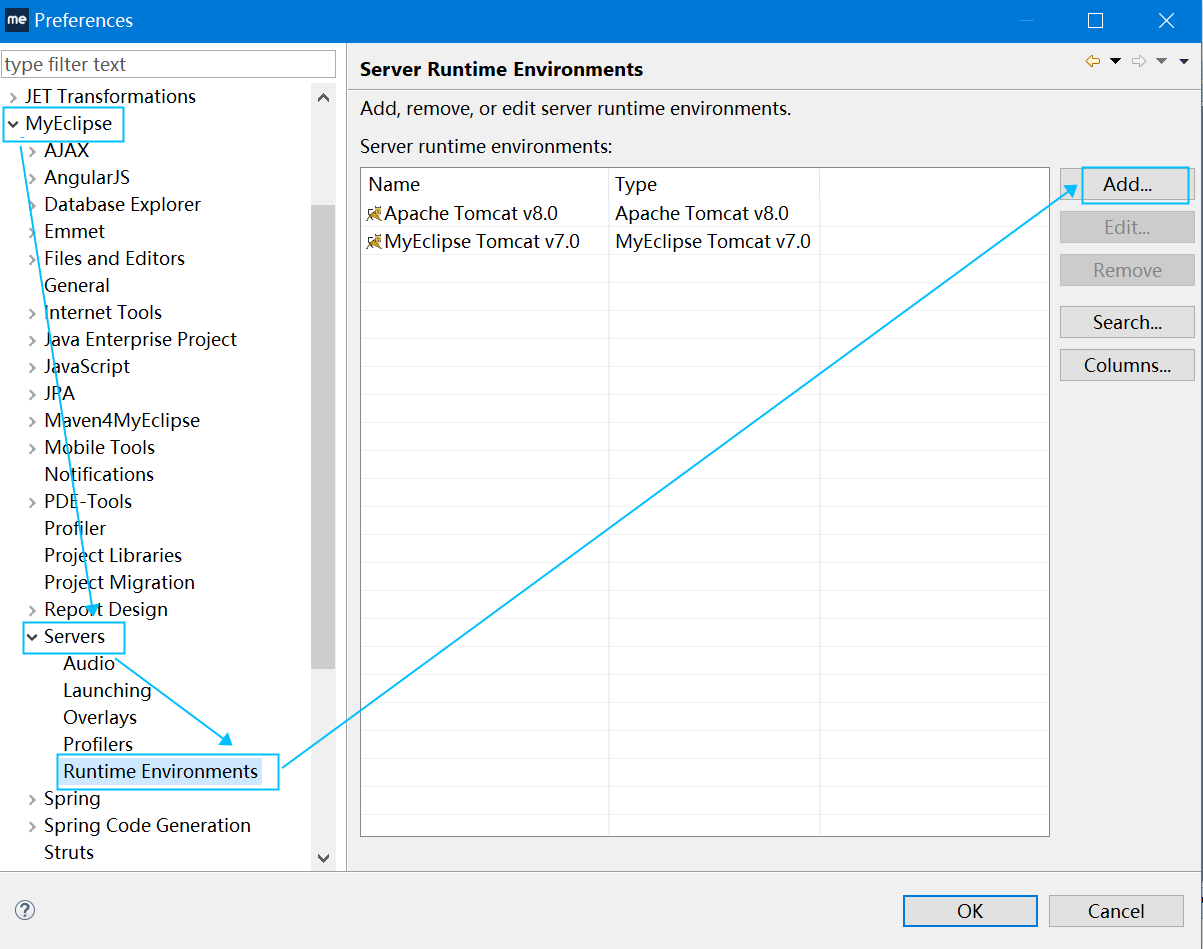 me Preferences
type filter text
JET Transformations
MyEclipse
AJAX
AngularJS
Database Explorer
Emmet
Files and Editors
General
Internet Tools
Java Enterprise Project
JavaScript
JPA
Maven4MyEclipse
Mobile Tools
Notifications
PDE-Tools
Profiler
Project Libraries
Project Migration
Report Design
Servers
Audio
Launching
Overlays
Profilers
Runtime Environments
Spring
Spring Code Generation
Struts
Server Runtime Environments
Add, remove, or edit server runtime environments.
Server runtime environments:
Name Type
Apache Tomcat v8.0 Apache Tomcat v8.0
MyEclipse Tomcat v7.0 MyEclipse Tomcat v7.0
Add...
Edit...
Remove
Search...
Columns...
?
OK Cancel